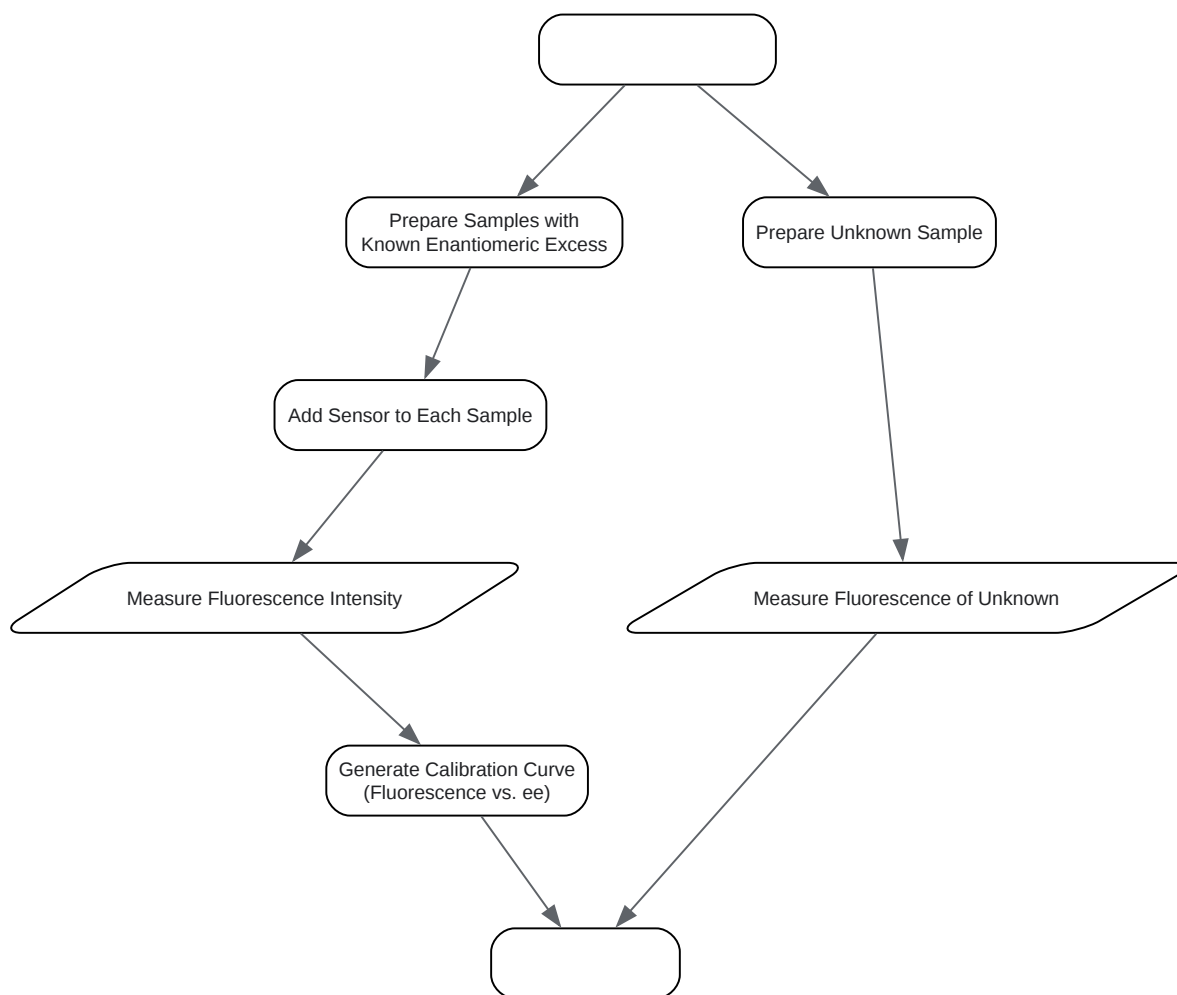 Prepare Samples with
Known Enantiomeric Excess
Prepare Unknown Sample
Add Sensor to Each Sample
Measure Fluorescence Intensity
Measure Fluorescence of Unknown
Generate Calibration Curve
(Fluorescence vs. ee)